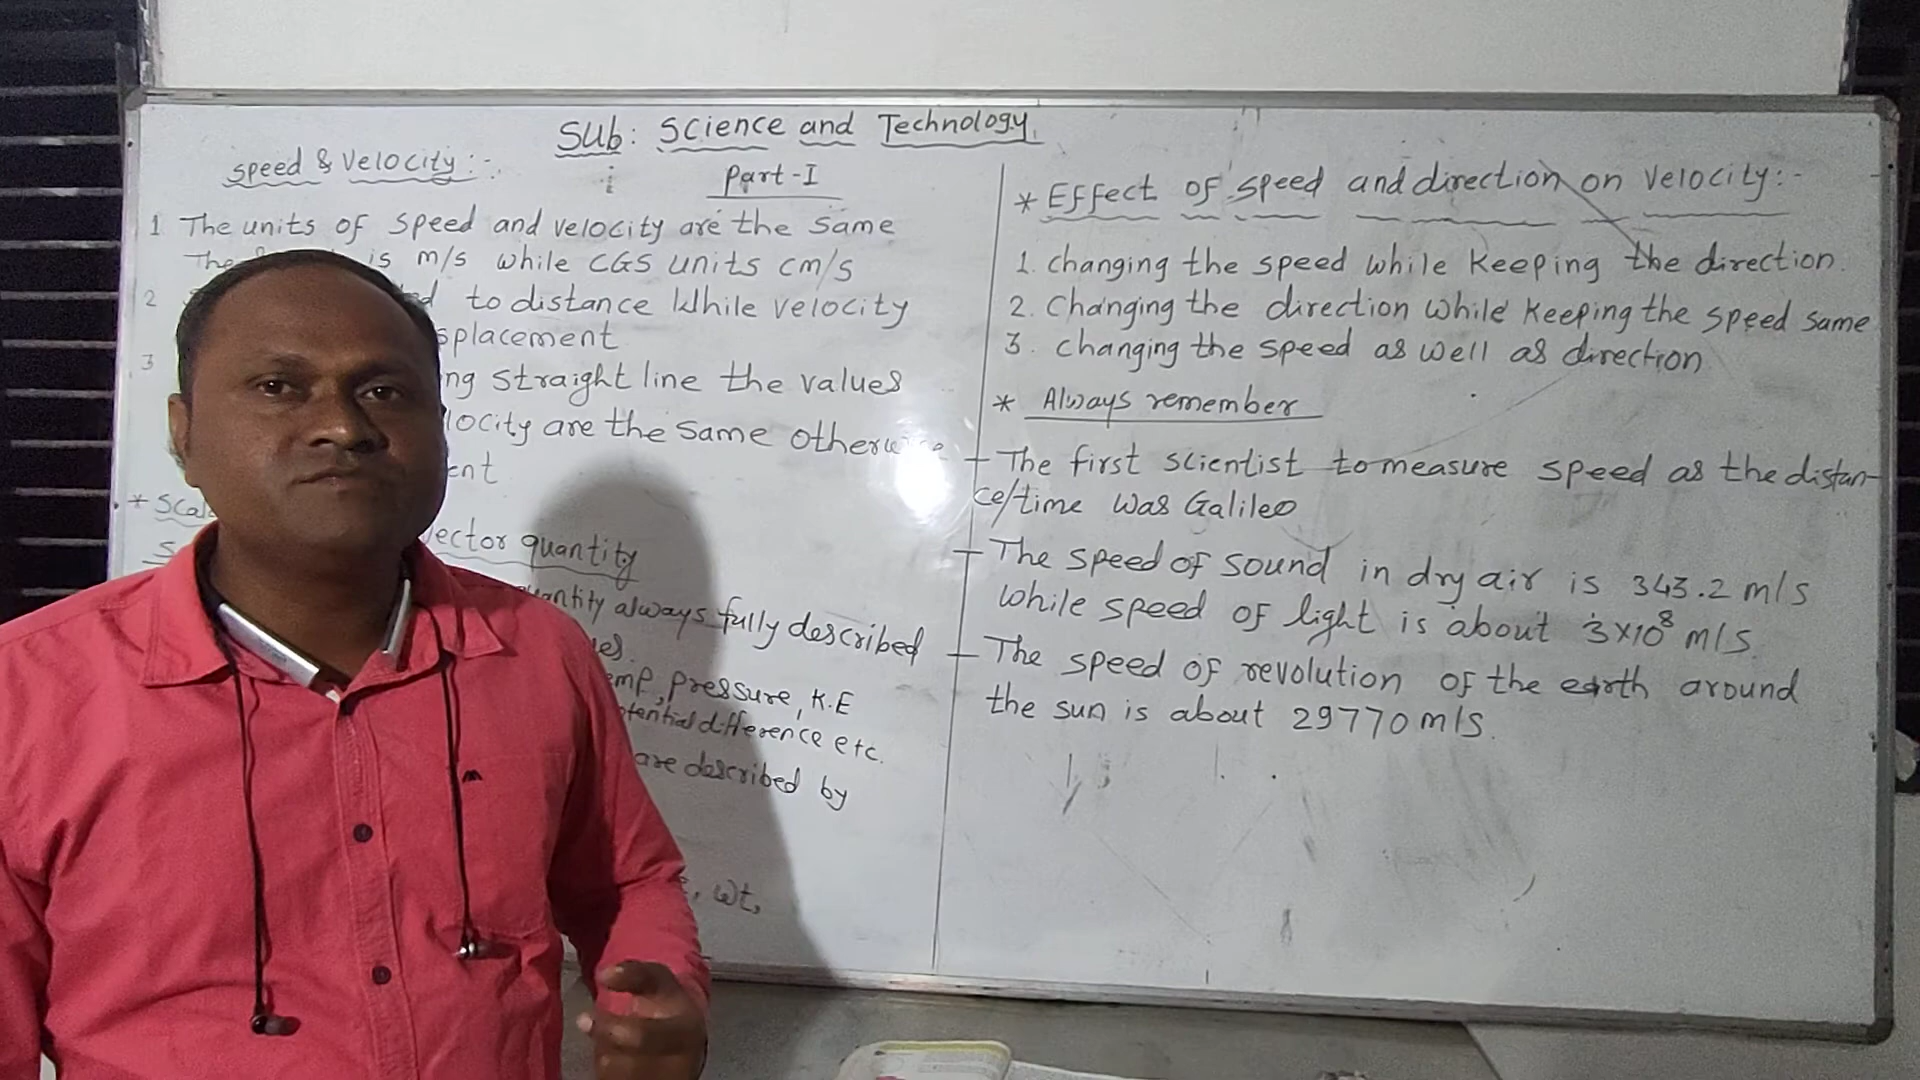 Sub: Science and Technology
Part-I
Speed & Velocity:-
1 The units of speed and velocity are the same
The is m/s while CGS units cm/s
2 to distance while velocity
3
ng straight line the values
are the same otherwise
*
vector quantity
always fully described
pressure, K.E
difference etc.
are described by
, wt,
* Effect of speed and direction on velocity:-
1. changing the speed while keeping the direction.
2. Changing the direction while keeping the speed same
3. changing the speed as well as direction
* Always remember
- The first scientist to measure speed as the distan-
ce/time was Galileo
- The speed of sound in dry air is 343.2 m/s
while speed of light is about 3x10⁸ m/s.
- The speed of revolution of the earth around
the sun is about 29770 m/s.